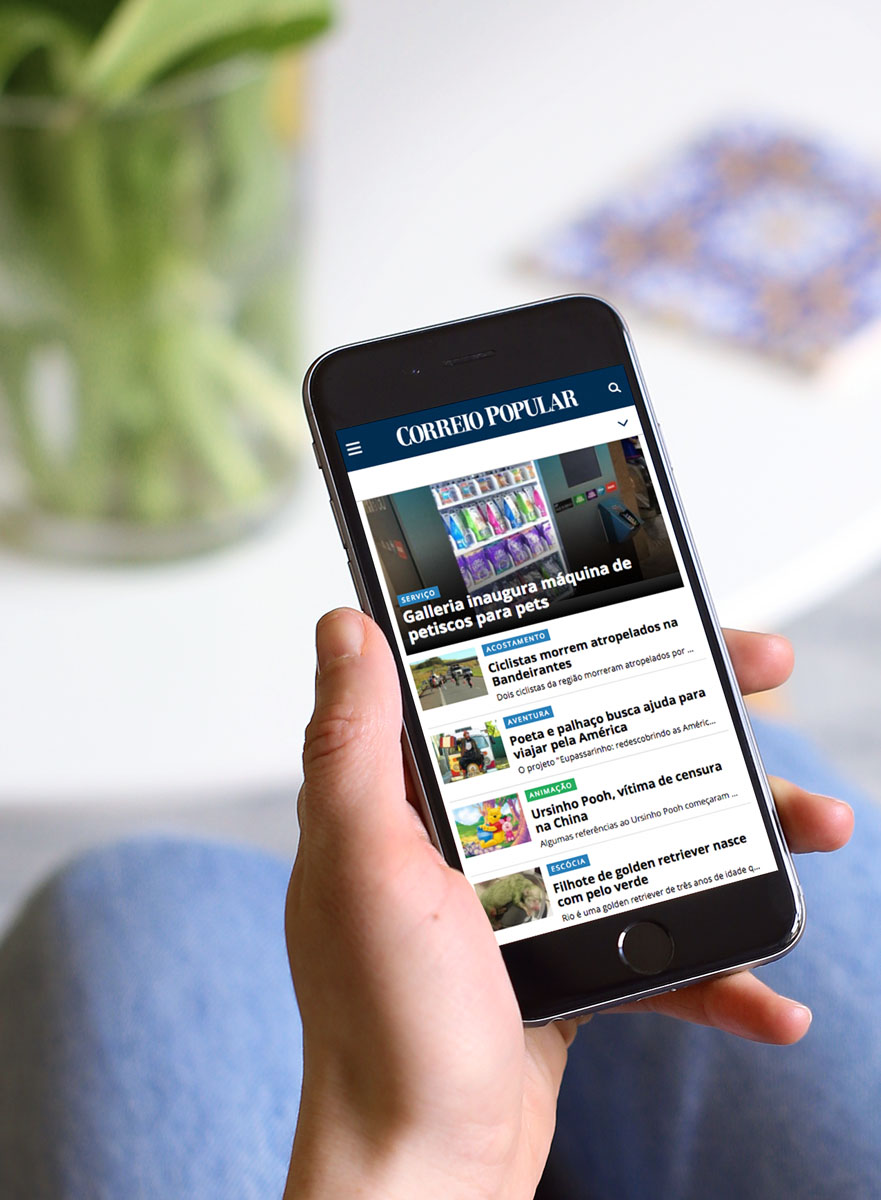 CORREIO POPULAR
SERVIÇO
Galleria inaugura máquina de
petiscos para pets
ACOSTAMENTO
Ciclistas morrem atropelados na
Bandeirantes
Dois ciclistas da região morreram atropelados por ...
AVENTURA
Poeta e palhaço busca ajuda para
viajar pela América
O projeto "Eupassarinho: redescobrindo as Améric...
ANIMAÇÃO
Ursinho Pooh, vítima de censura
na China
Algumas referências ao Ursinho Pooh começaram ...
ESCÓCIA
Filhote de golden retriever nasce
com pelo verde
Rio é uma golden retriever de três anos de idade q...